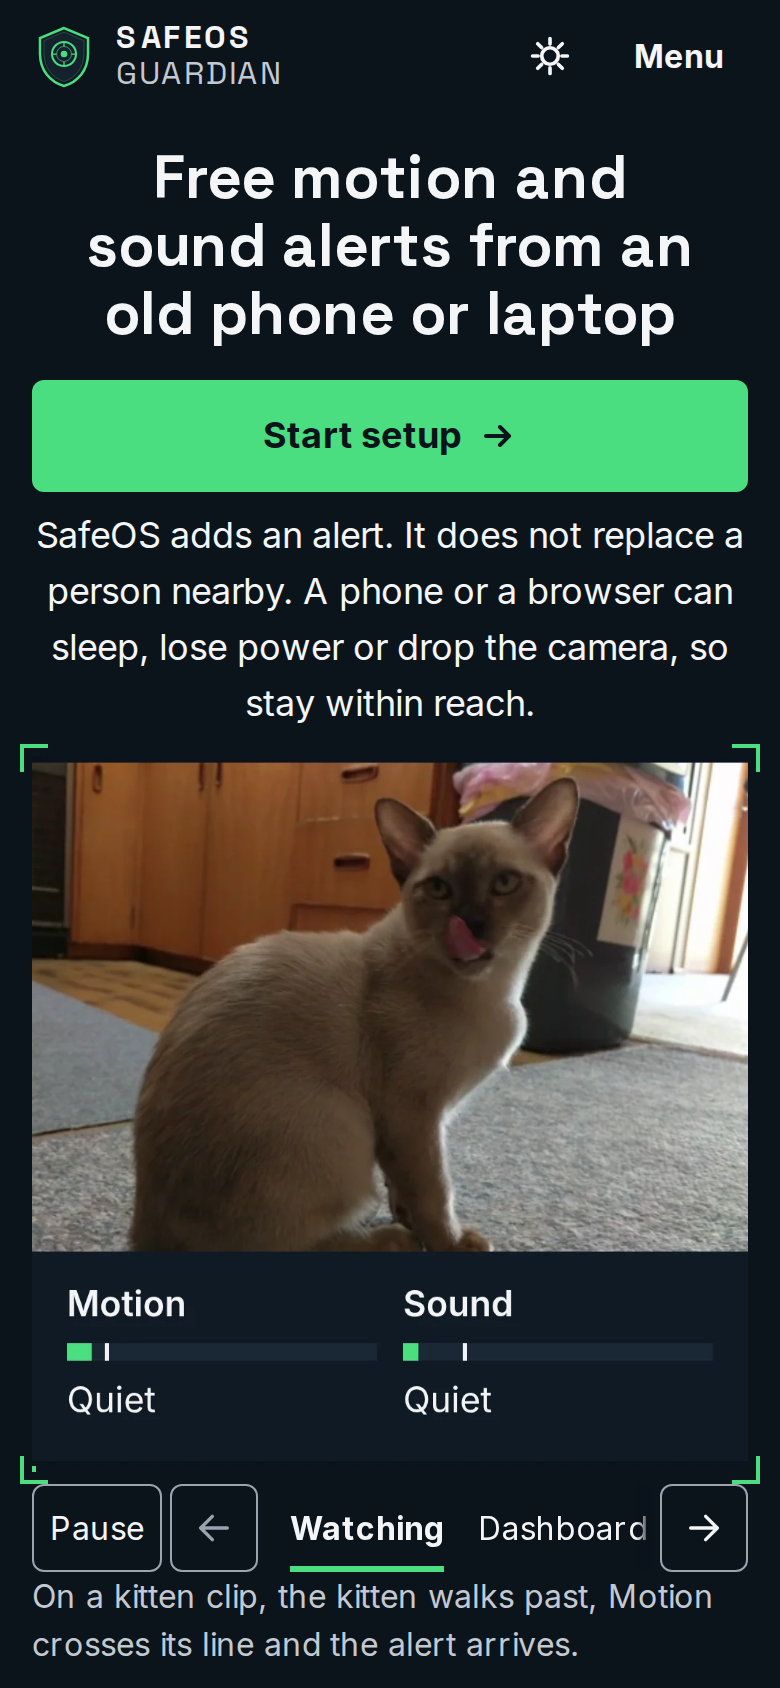 SAFEOS
GUARDIAN
Menu
Free motion and
sound alerts from an
old phone or laptop
Start setup →
SafeOS adds an alert. It does not replace a
person nearby. A phone or a browser can
sleep, lose power or drop the camera, so
stay within reach.
Motion
Sound
Quiet
Quiet
Pause ← Watching Dashboard →
On a kitten clip, the kitten walks past, Motion
crosses its line and the alert arrives.